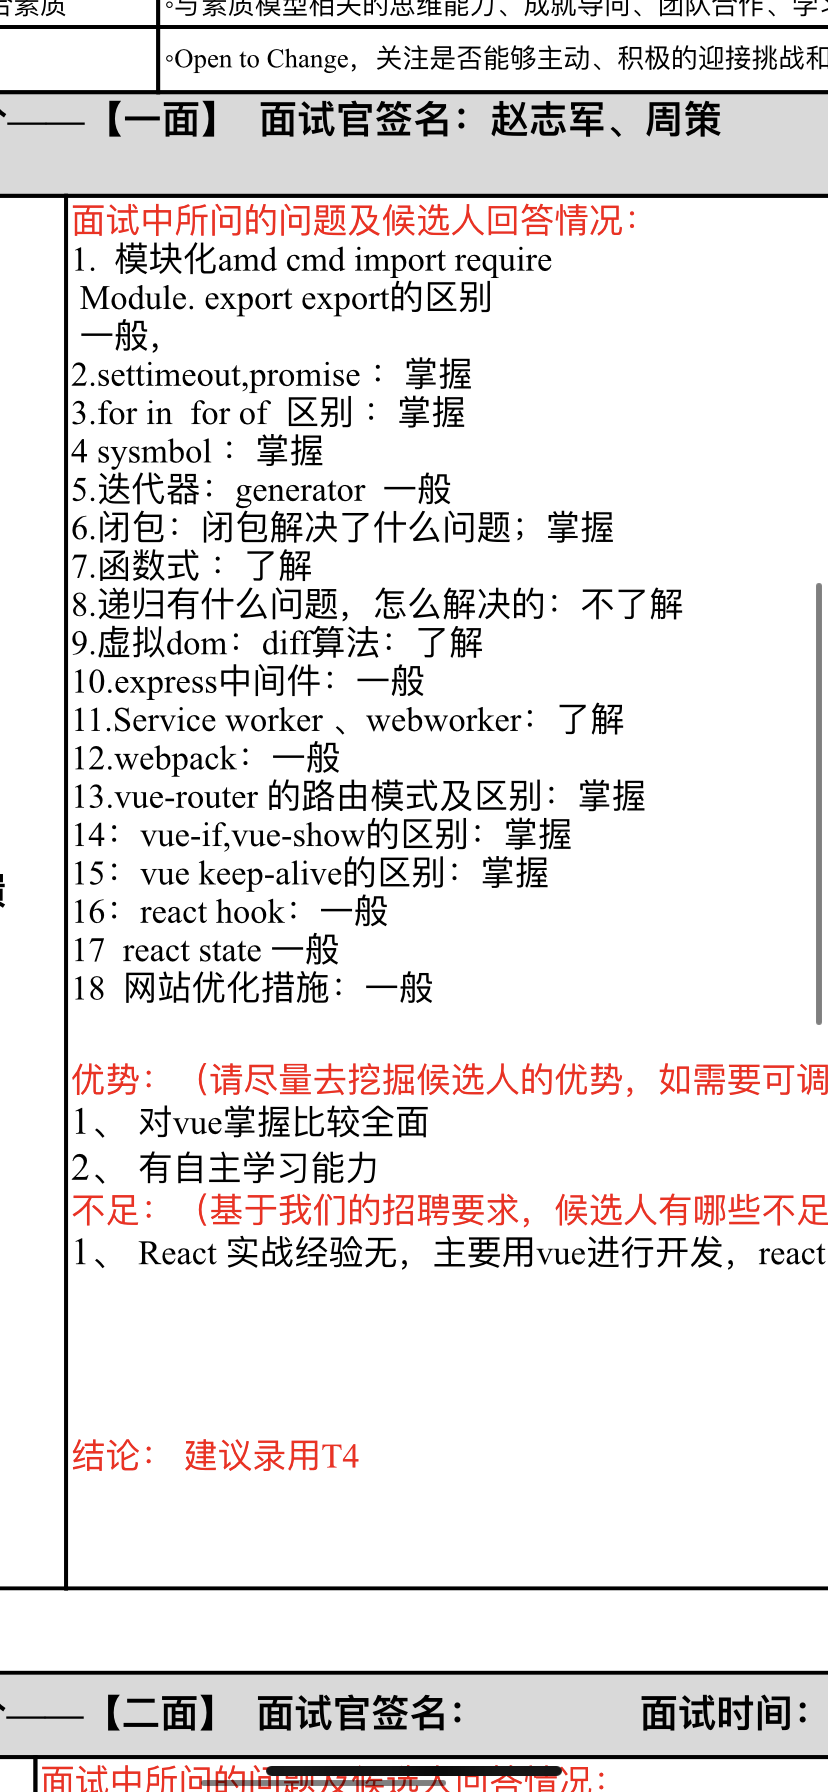 合素质
◦与素质模型相关的思维能力、成就导向、团队合作、学习
◦Open to Change，关注是否能够主动、积极的迎接挑战和
——【一面】 面试官签名：赵志军、周策
面试中所问的问题及候选人回答情况：
1. 模块化amd cmd import require
Module. export export的区别
一般，
2.settimeout,promise ：掌握
3.for in for of 区别 ：掌握
4 sysmbol ：掌握
5.迭代器：generator 一般
6.闭包：闭包解决了什么问题；掌握
7.函数式 ：了解
8.递归有什么问题，怎么解决的：不了解
9.虚拟dom：diff算法：了解
10.express中间件：一般
11.Service worker 、webworker：了解
12.webpack：一般
13.vue-router 的路由模式及区别：掌握
14：vue-if,vue-show的区别：掌握
15：vue keep-alive的区别：掌握
16：react hook：一般
17 react state 一般
18 网站优化措施：一般
优势：（请尽量去挖掘候选人的优势，如需要可调
1、 对vue掌握比较全面
2、 有自主学习能力
不足：（基于我们的招聘要求，候选人有哪些不足
1、 React 实战经验无，主要用vue进行开发，react
结论： 建议录用T4
——【二面】 面试官签名： 面试时间：
面试中所问的问题及候选人回答情况：